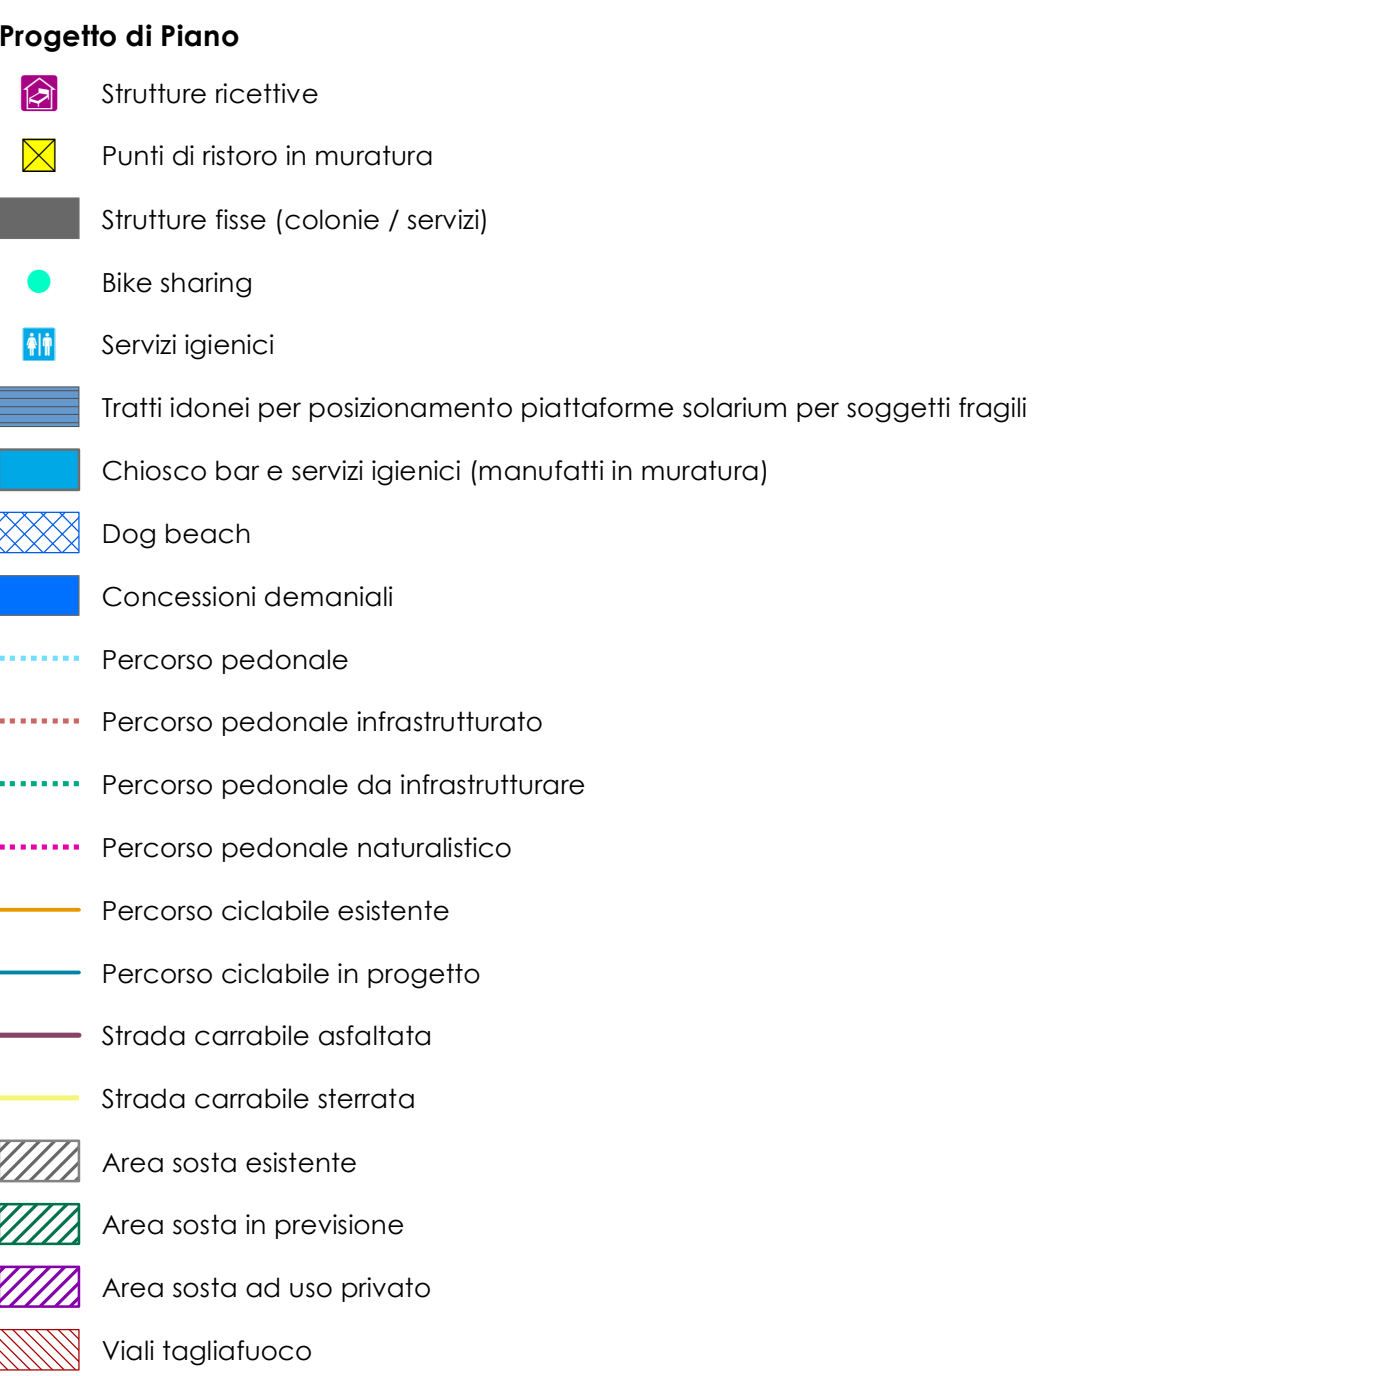 Progetto di Piano
Strutture ricettive
Punti di ristoro in muratura
Strutture fisse (colonie / servizi)
Bike sharing
Servizi igienici
Tratti idonei per posizionamento piattaforme solarium per soggetti fragili
Chiosco bar e servizi igienici (manufatti in muratura)
Dog beach
Concessioni demaniali
Percorso pedonale
Percorso pedonale infrastrutturato
Percorso pedonale da infrastrutturare
Percorso pedonale naturalistico
Percorso ciclabile esistente
Percorso ciclabile in progetto
Strada carrabile asfaltata
Strada carrabile sterrata
Area sosta esistente
Area sosta in previsione
Area sosta ad uso privato
Viali tagliafuoco